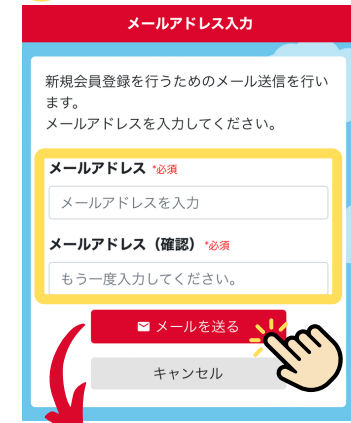 メールアドレス入力
新規会員登録を行うためのメール送信を行い
ます。
メールアドレスを入力してください。
メールアドレス *必須
メールアドレスを入力
メールアドレス（確認） *必須
もう一度入力してください。
メールを送る
キャンセル